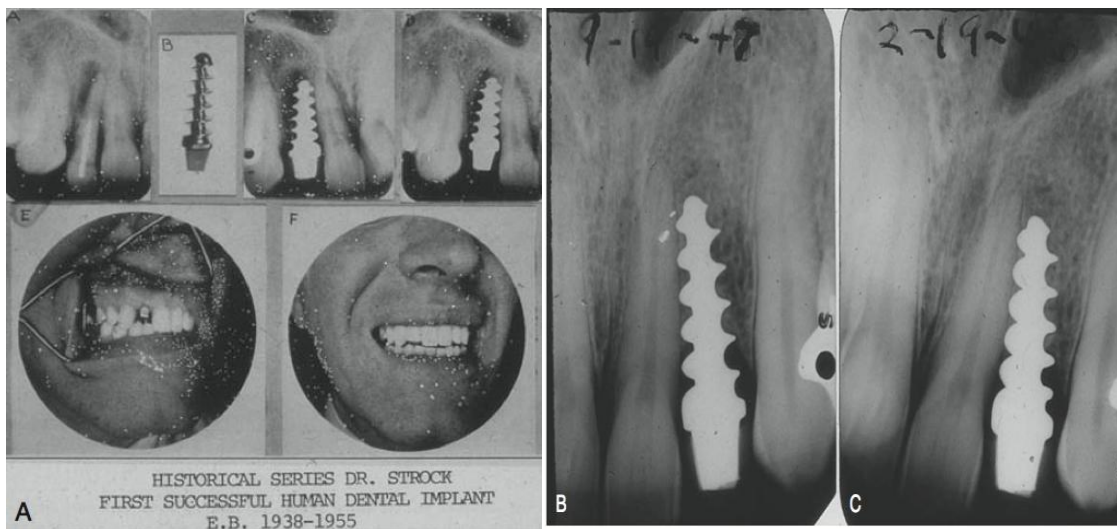 A
B
C
D
E
F
HISTORICAL SERIES DR. STROCK
FIRST SUCCESSFUL HUMAN DENTAL IMPLANT
E.B. 1938-1955
A
B
C